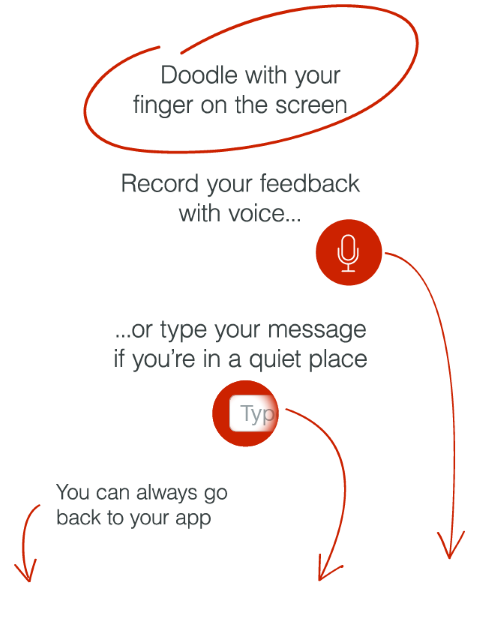 Doodle with your
finger on the screen
Record your feedback
with voice...
...or type your message
if you're in a quiet place
Typ
You can always go
back to your app